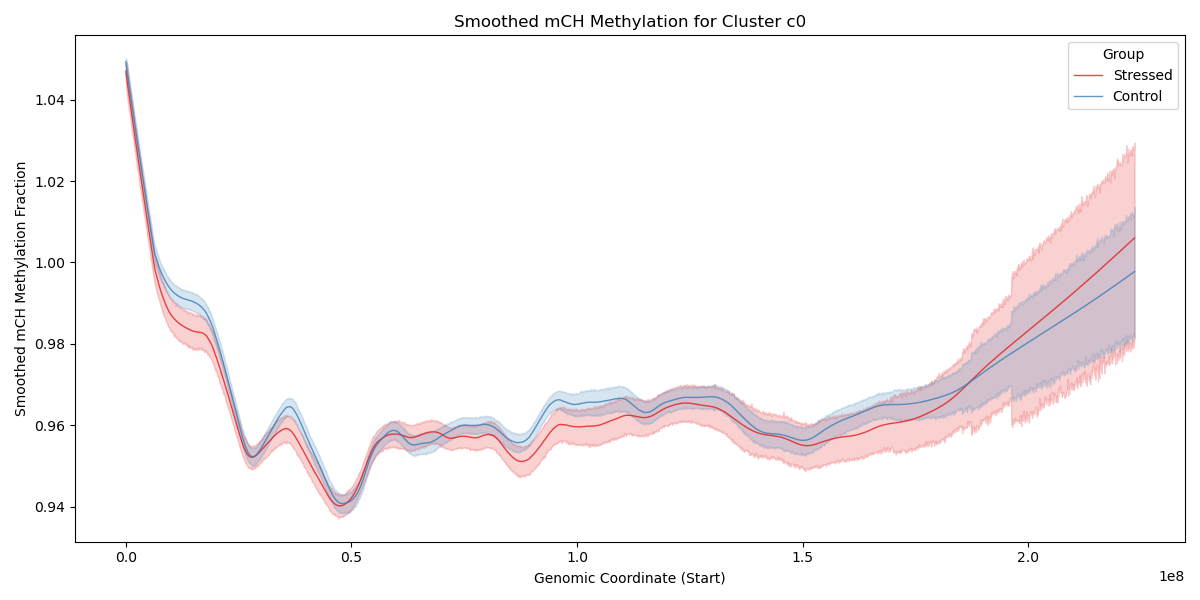 Smoothed mCH Methylation for Cluster c0
Group
Stressed
Control
Smoothed mCH Methylation Fraction
1.04
1.02
1.00
0.98
0.96
0.94
0.0
0.5
1.0
1.5
2.0
1e8
Genomic Coordinate (Start)